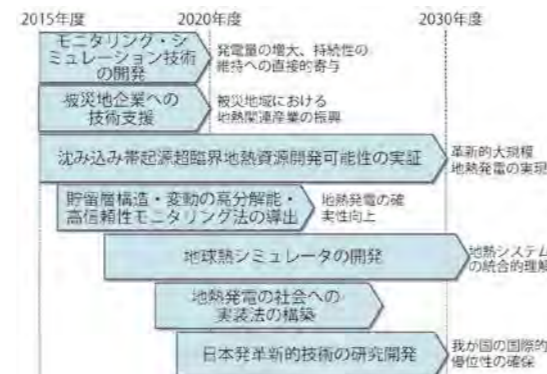 2015年度
2020年度
2030年度
モニタリング・シ
ミュレーション技術
の開発
発電量の増大、持続性の
維持への直接的寄与
被災地企業への
技術支援
被災地域における
地熱関連産業の振興
沈み込み帯起源超臨界地熱資源開発可能性の実証
革新的大規模
地熱発電の実現
貯留層構造・変動の高分解能・
高信頼性モニタリング法の導出
地熱発電の確
実性向上
地球熱シミュレータの開発
地熱システム
の統合的理解
地熱発電の社会への
実装法の構築
日本発革新的技術の研究開発
我が国の国際的
優位性の確保